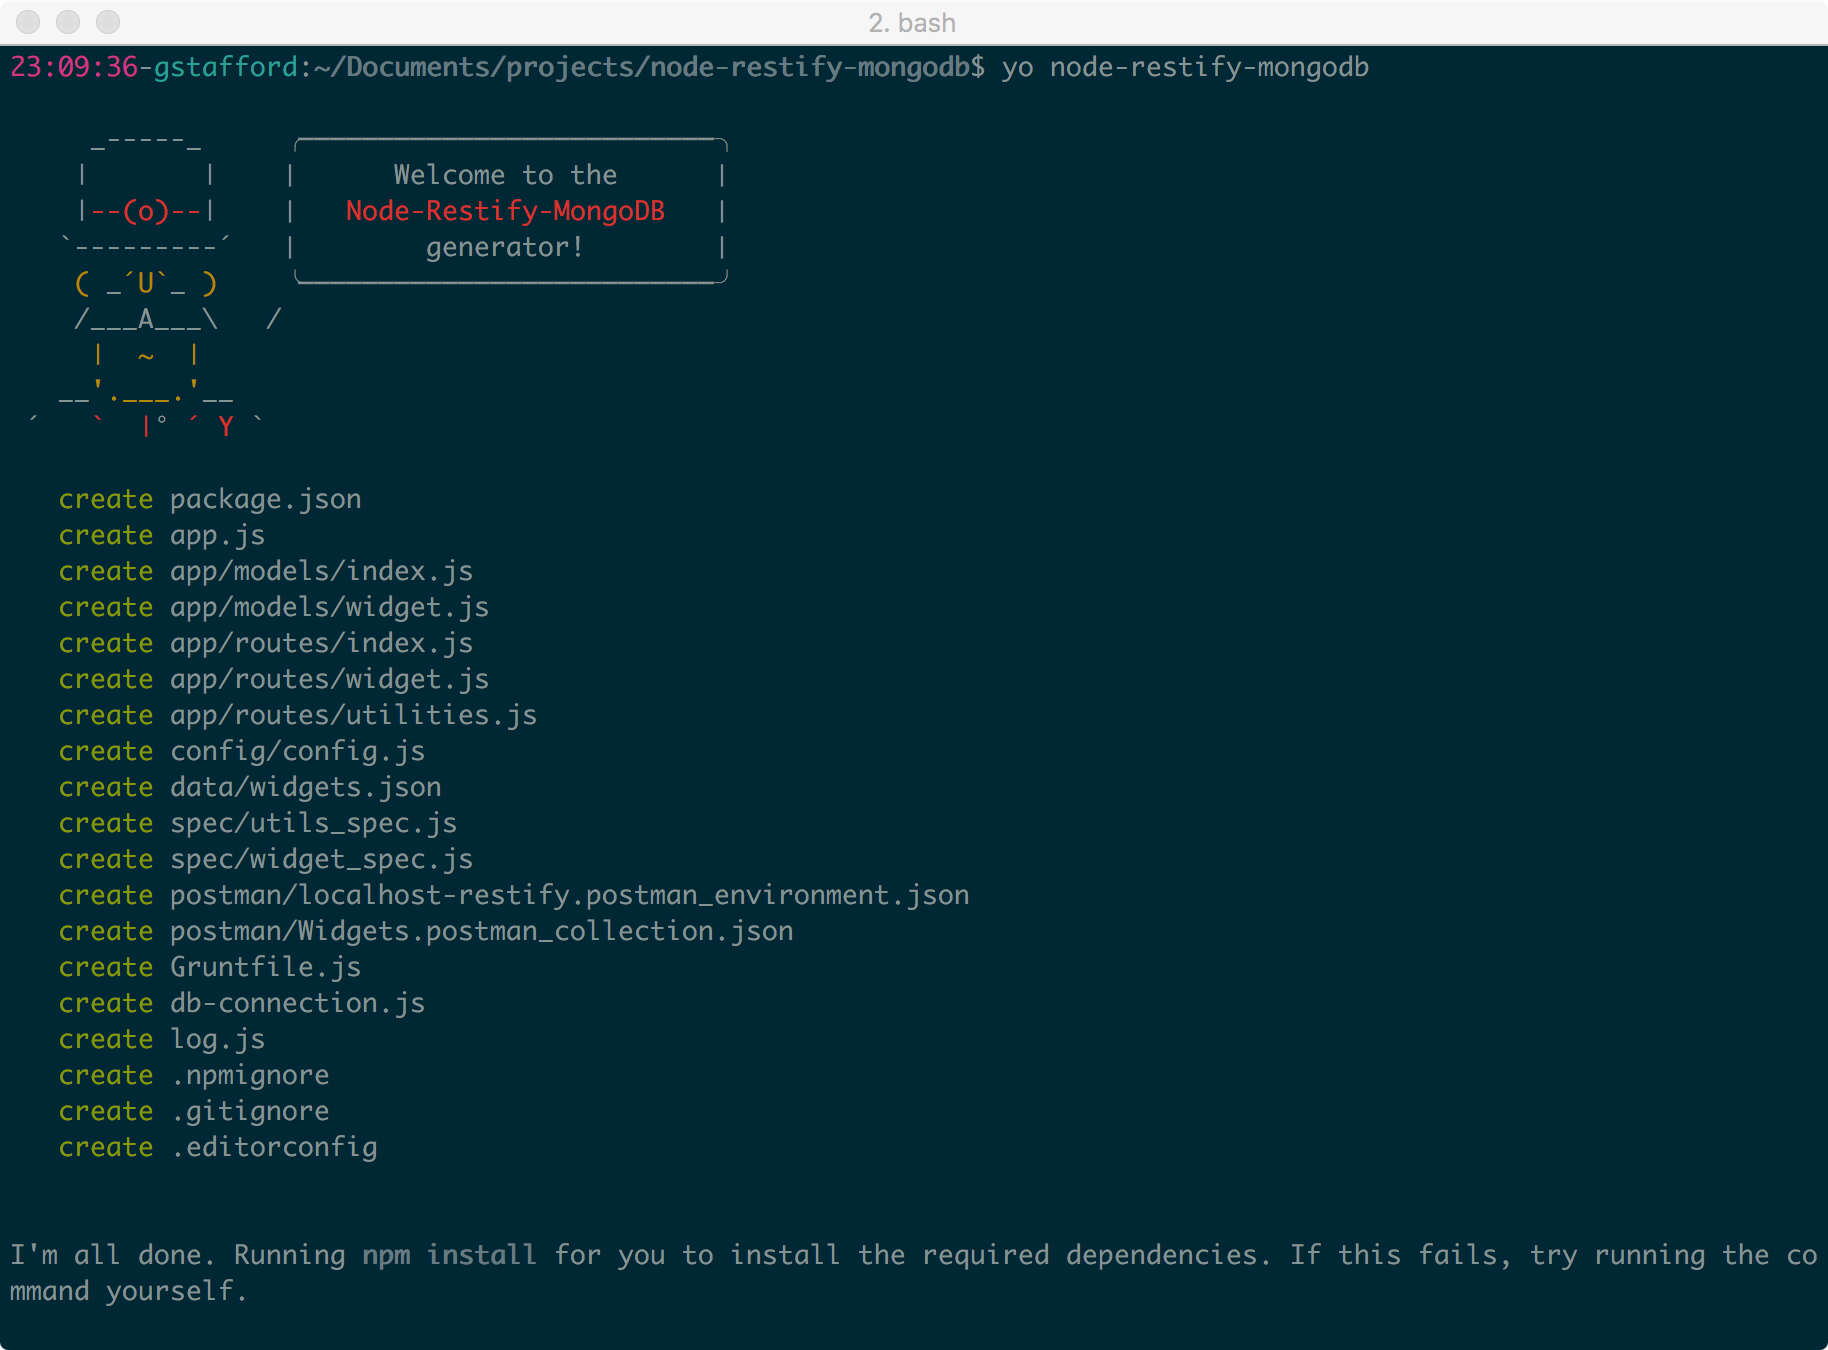 2. bash
23:09:36-gstafford:~/Documents/projects/node-restify-mongodb$ yo node-restify-mongodb
     _-----_     ╭──────────────────────────╮
    |       |    |      Welcome to the      |
    |--(o)--|    |   Node-Restify-MongoDB   |
   `---------´   |        generator!        |
    ( _´U`_ )    ╰──────────────────────────╯
    /___A___\   /
     |  ~  |
   __'.___.'__
 ´   `  |° ´ Y `
create package.json
create app.js
create app/models/index.js
create app/models/widget.js
create app/routes/index.js
create app/routes/widget.js
create app/routes/utilities.js
create config/config.js
create data/widgets.json
create spec/utils_spec.js
create spec/widget_spec.js
create postman/localhost-restify.postman_environment.json
create postman/Widgets.postman_collection.json
create Gruntfile.js
create db-connection.js
create log.js
create .npmignore
create .gitignore
create .editorconfig
I'm all done. Running npm install for you to install the required dependencies. If this fails, try running the co
mmand yourself.